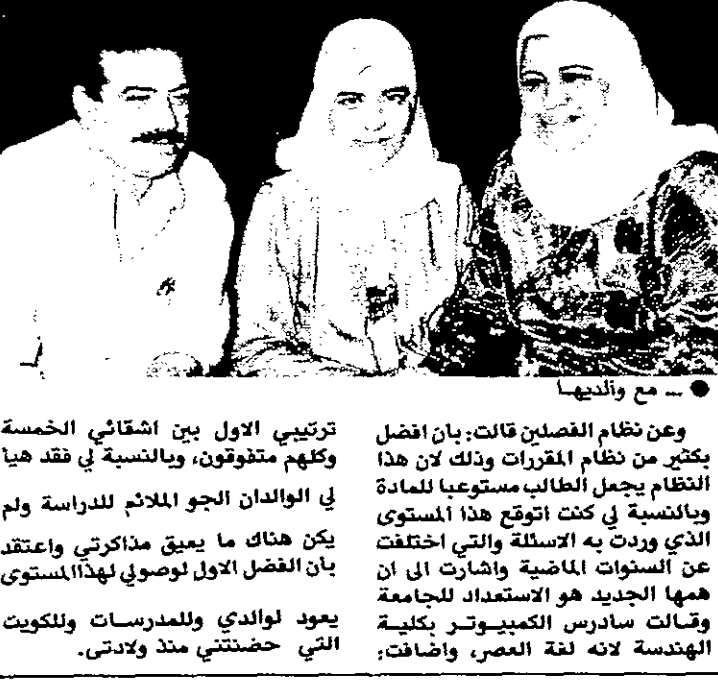 ● ... مع والديها
وعن نظام الفصلين قالت: بان افضل
بكثير من نظام المقررات وذلك لان هذا
النظام يجعل الطالب مستوعبا للمادة
وبالنسبة لي كنت اتوقع هذا المستوى
الذي وردت به الاسئلة والتي اختلفت
عن السنوات الماضية واشارت الى ان
همها الجديد هو الاستعداد للجامعة
وقالت سادرس الكمبيوتر بكلية
الهندسة لانه لغة العصر، واضافت:
ترتيبي الاول بين اشقائي الخمسة
وكلهم متفوقون، وبالنسبة لي فقد هيأ
لي الوالدان الجو الملائم للدراسة ولم
يكن هناك ما يعيق مذاكرتي واعتقد
بان الفضل الاول لوصولي لهذا المستوى
يعود لوالدي وللمدرسات وللكويت
التي حضنتني منذ ولادتي.